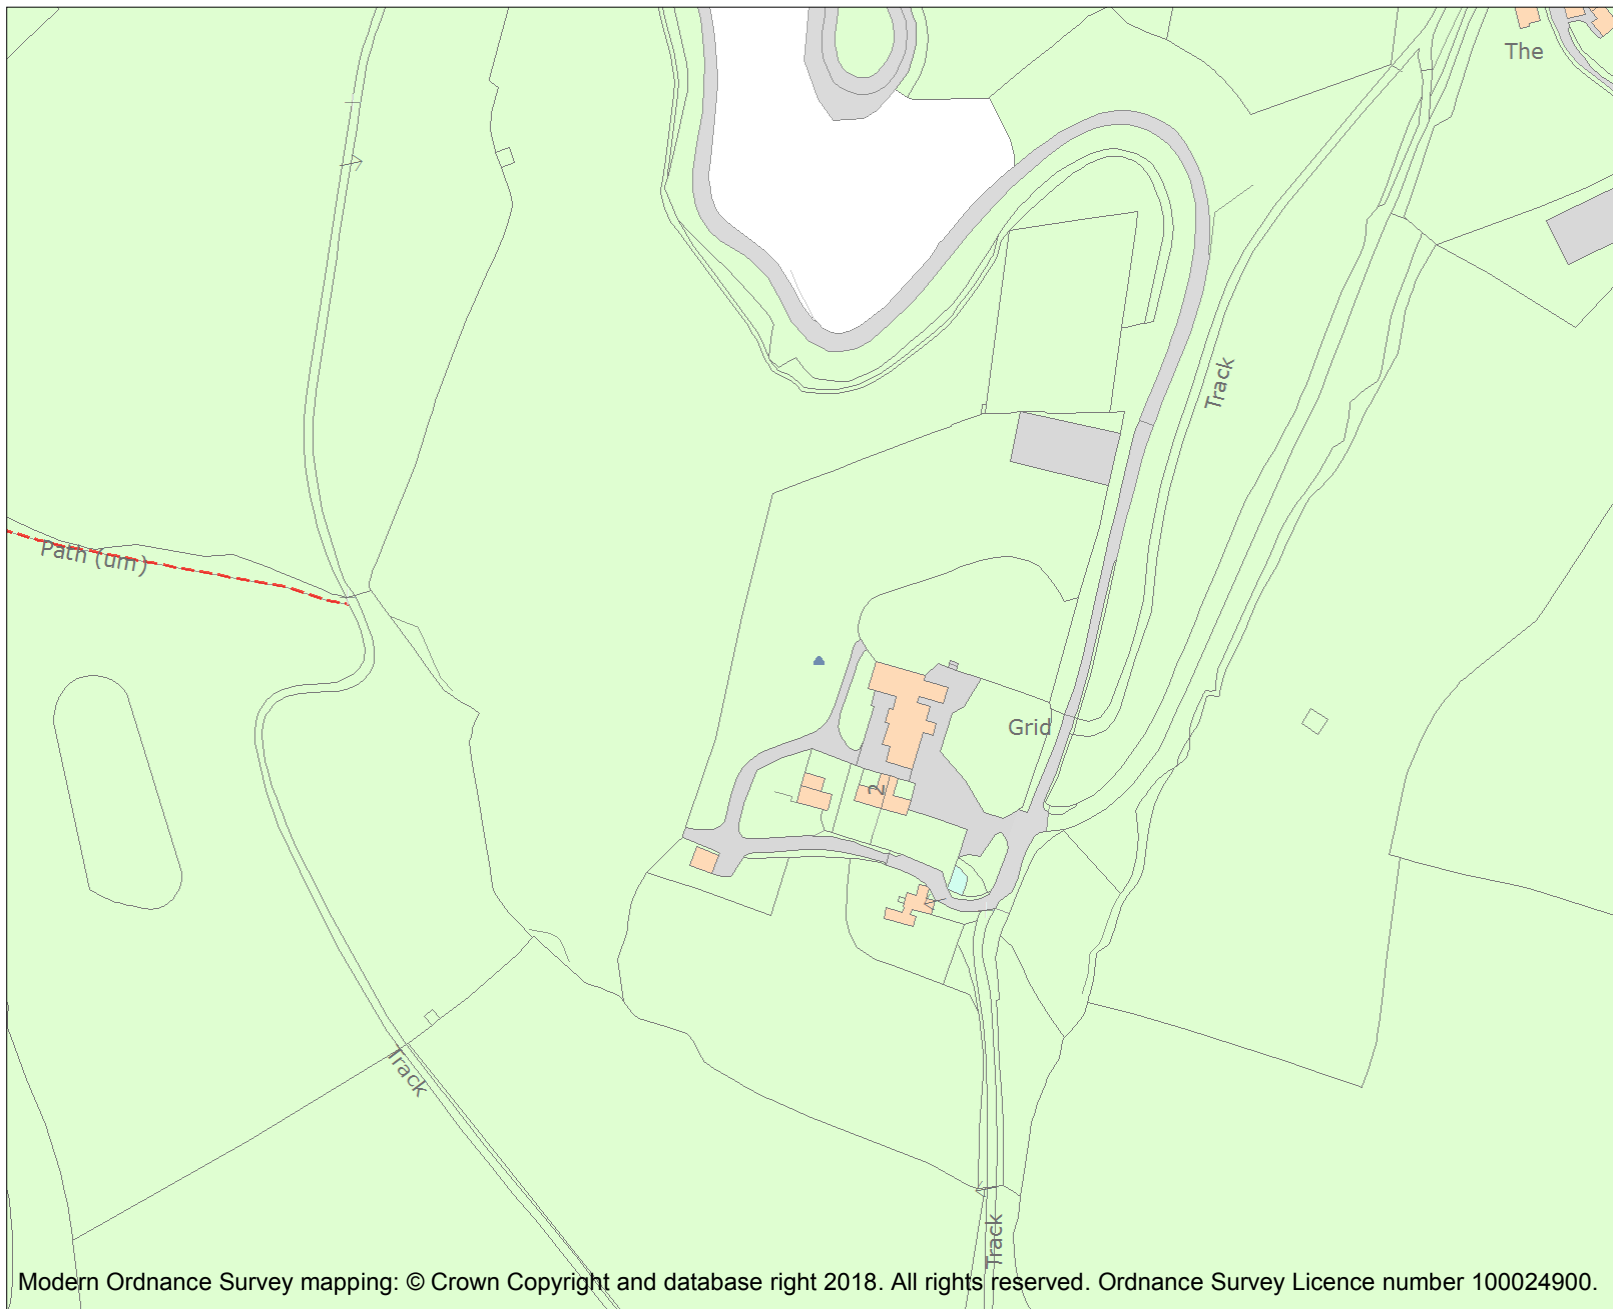 The
Track
Path (um)
Grid
2
Track
Track
Modern Ordnance Survey mapping: © Crown Copyright and database right 2018. All rights reserved. Ordnance Survey Licence number 100024900.